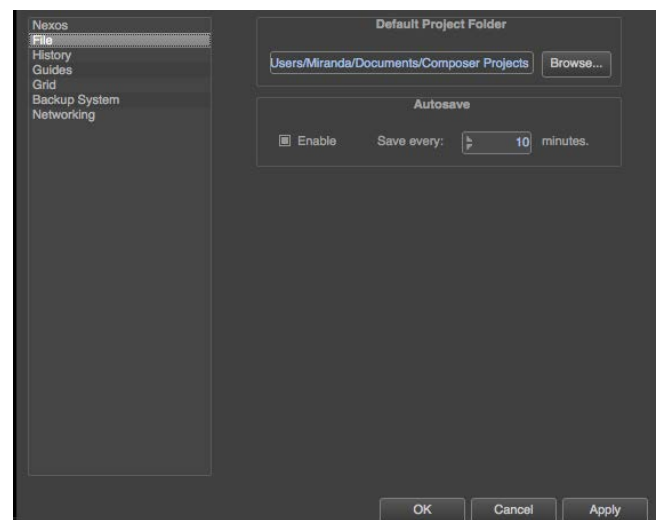 Nexos
File
History
Guides
Grid
Backup System
Networking
Default Project Folder
Users/Miranda/Documents/Composer Projects
Browse...
Autosave
Enable
Save every:
10
minutes.
OK
Cancel
Apply